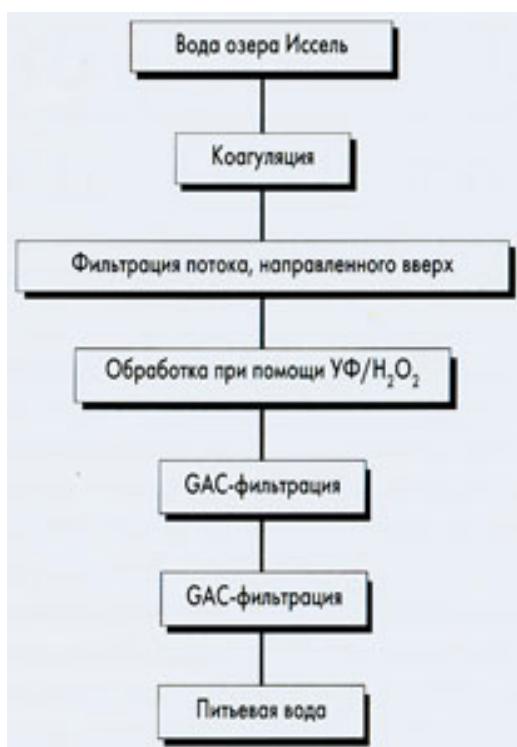 Вода озера Иссель
Коагуляция
Фильтрация потока, направленного вверх
Обработка при помощи УФ/H₂O₂
GAC-фильтрация
GAC-фильтрация
Питьевая вода